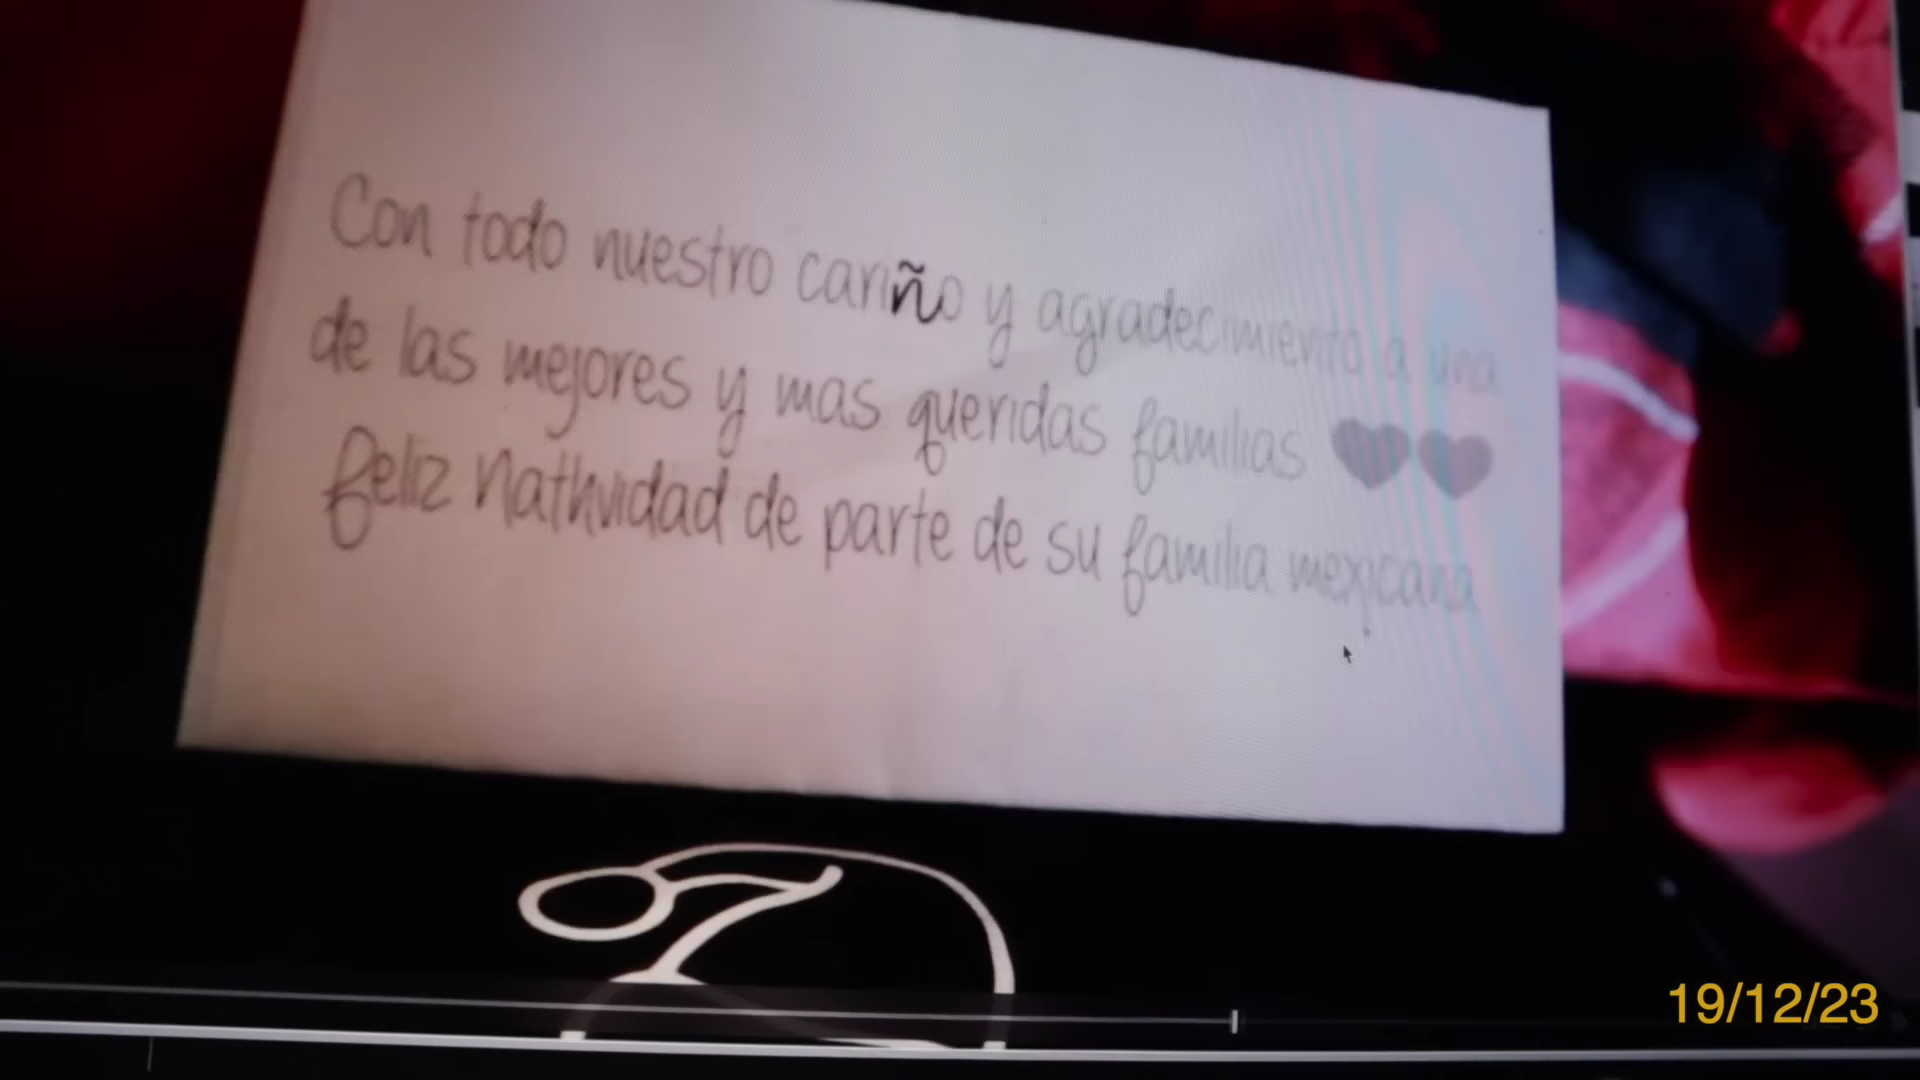 Con todo nuestro cariño y agradecimiento a una
de las mejores y mas queridas familias
Feliz Nathvidad de parte de su familia mexicana
19/12/23